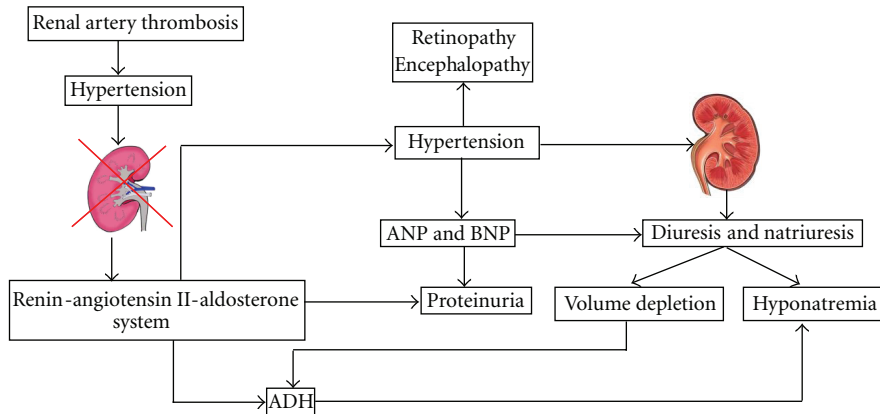 Renal artery thrombosis
Hypertension
Retinopathy
Encephalopathy
Hypertension
ANP and BNP
Diuresis and natriuresis
Renin-angiotensin II-aldosterone
system
Proteinuria
Volume depletion
Hyponatremia
ADH